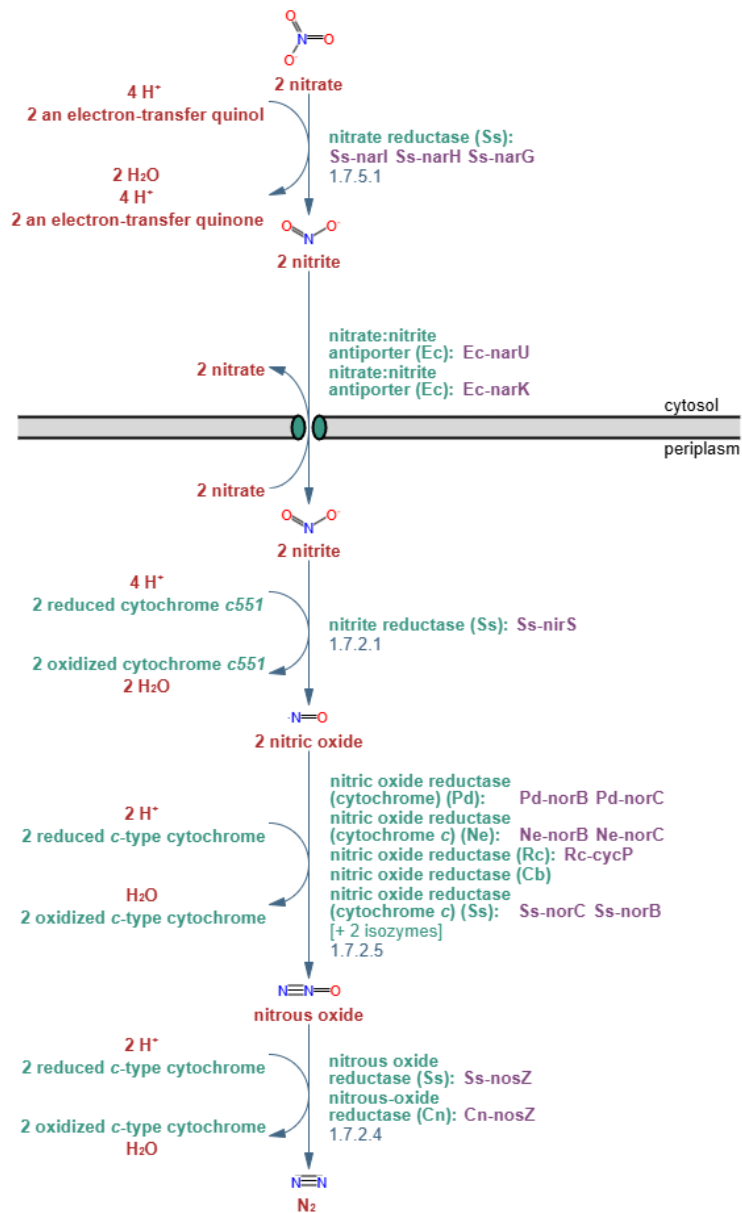 O
N O
O-
2 nitrate
4 H+
2 an electron-transfer quinol
nitrate reductase (Ss):
Ss-narI Ss-narH Ss-narG
1.7.5.1
2 H₂O
4 H+
2 an electron-transfer quinone
O O-
N
2 nitrite
nitrate:nitrite
antiporter (Ec): Ec-narU
nitrate:nitrite
antiporter (Ec): Ec-narK
2 nitrate
cytosol
periplasm
2 nitrate
O O-
N
2 nitrite
4 H+
2 reduced cytochrome c551
nitrite reductase (Ss): Ss-nirS
1.7.2.1
2 oxidized cytochrome c551
2 H₂O
·N O
2 nitric oxide
nitric oxide reductase
(cytochrome) (Pd): Pd-norB Pd-norC
nitric oxide reductase
(cytochrome c) (Ne): Ne-norB Ne-norC
nitric oxide reductase (Rc): Rc-cycP
nitric oxide reductase (Cb)
nitric oxide reductase
(cytochrome c) (Ss): Ss-norC Ss-norB
[+ 2 isozymes]
1.7.2.5
2 H+
2 reduced c-type cytochrome
H₂O
2 oxidized c-type cytochrome
N N O
nitrous oxide
2 H+
2 reduced c-type cytochrome
nitrous oxide
reductase (Ss): Ss-nosZ
nitrous-oxide
reductase (Cn): Cn-nosZ
1.7.2.4
2 oxidized c-type cytochrome
H₂O
N N
N₂